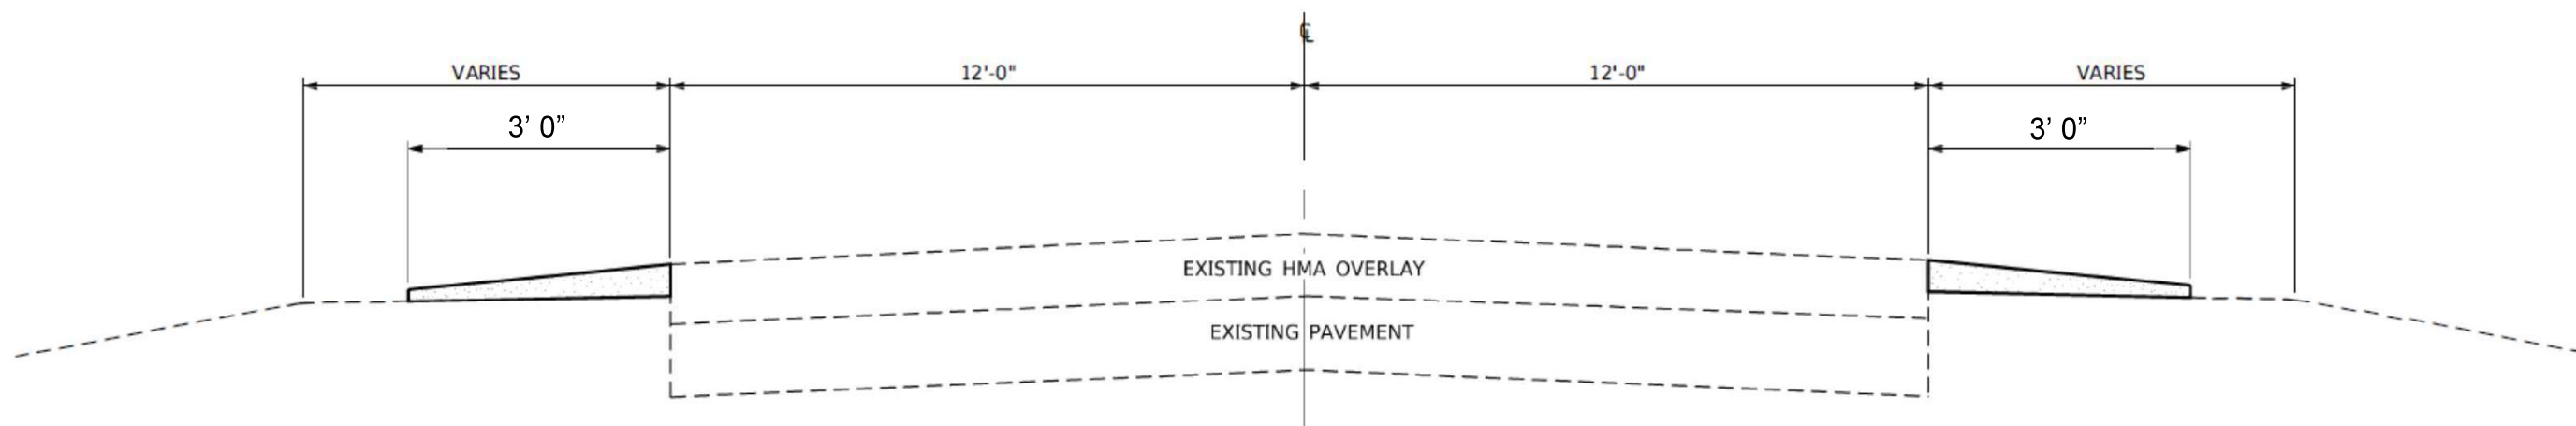 ℄
VARIES 12'-0" 12'-0" VARIES
3’ 0” 3’ 0”
EXISTING HMA OVERLAY
EXISTING PAVEMENT